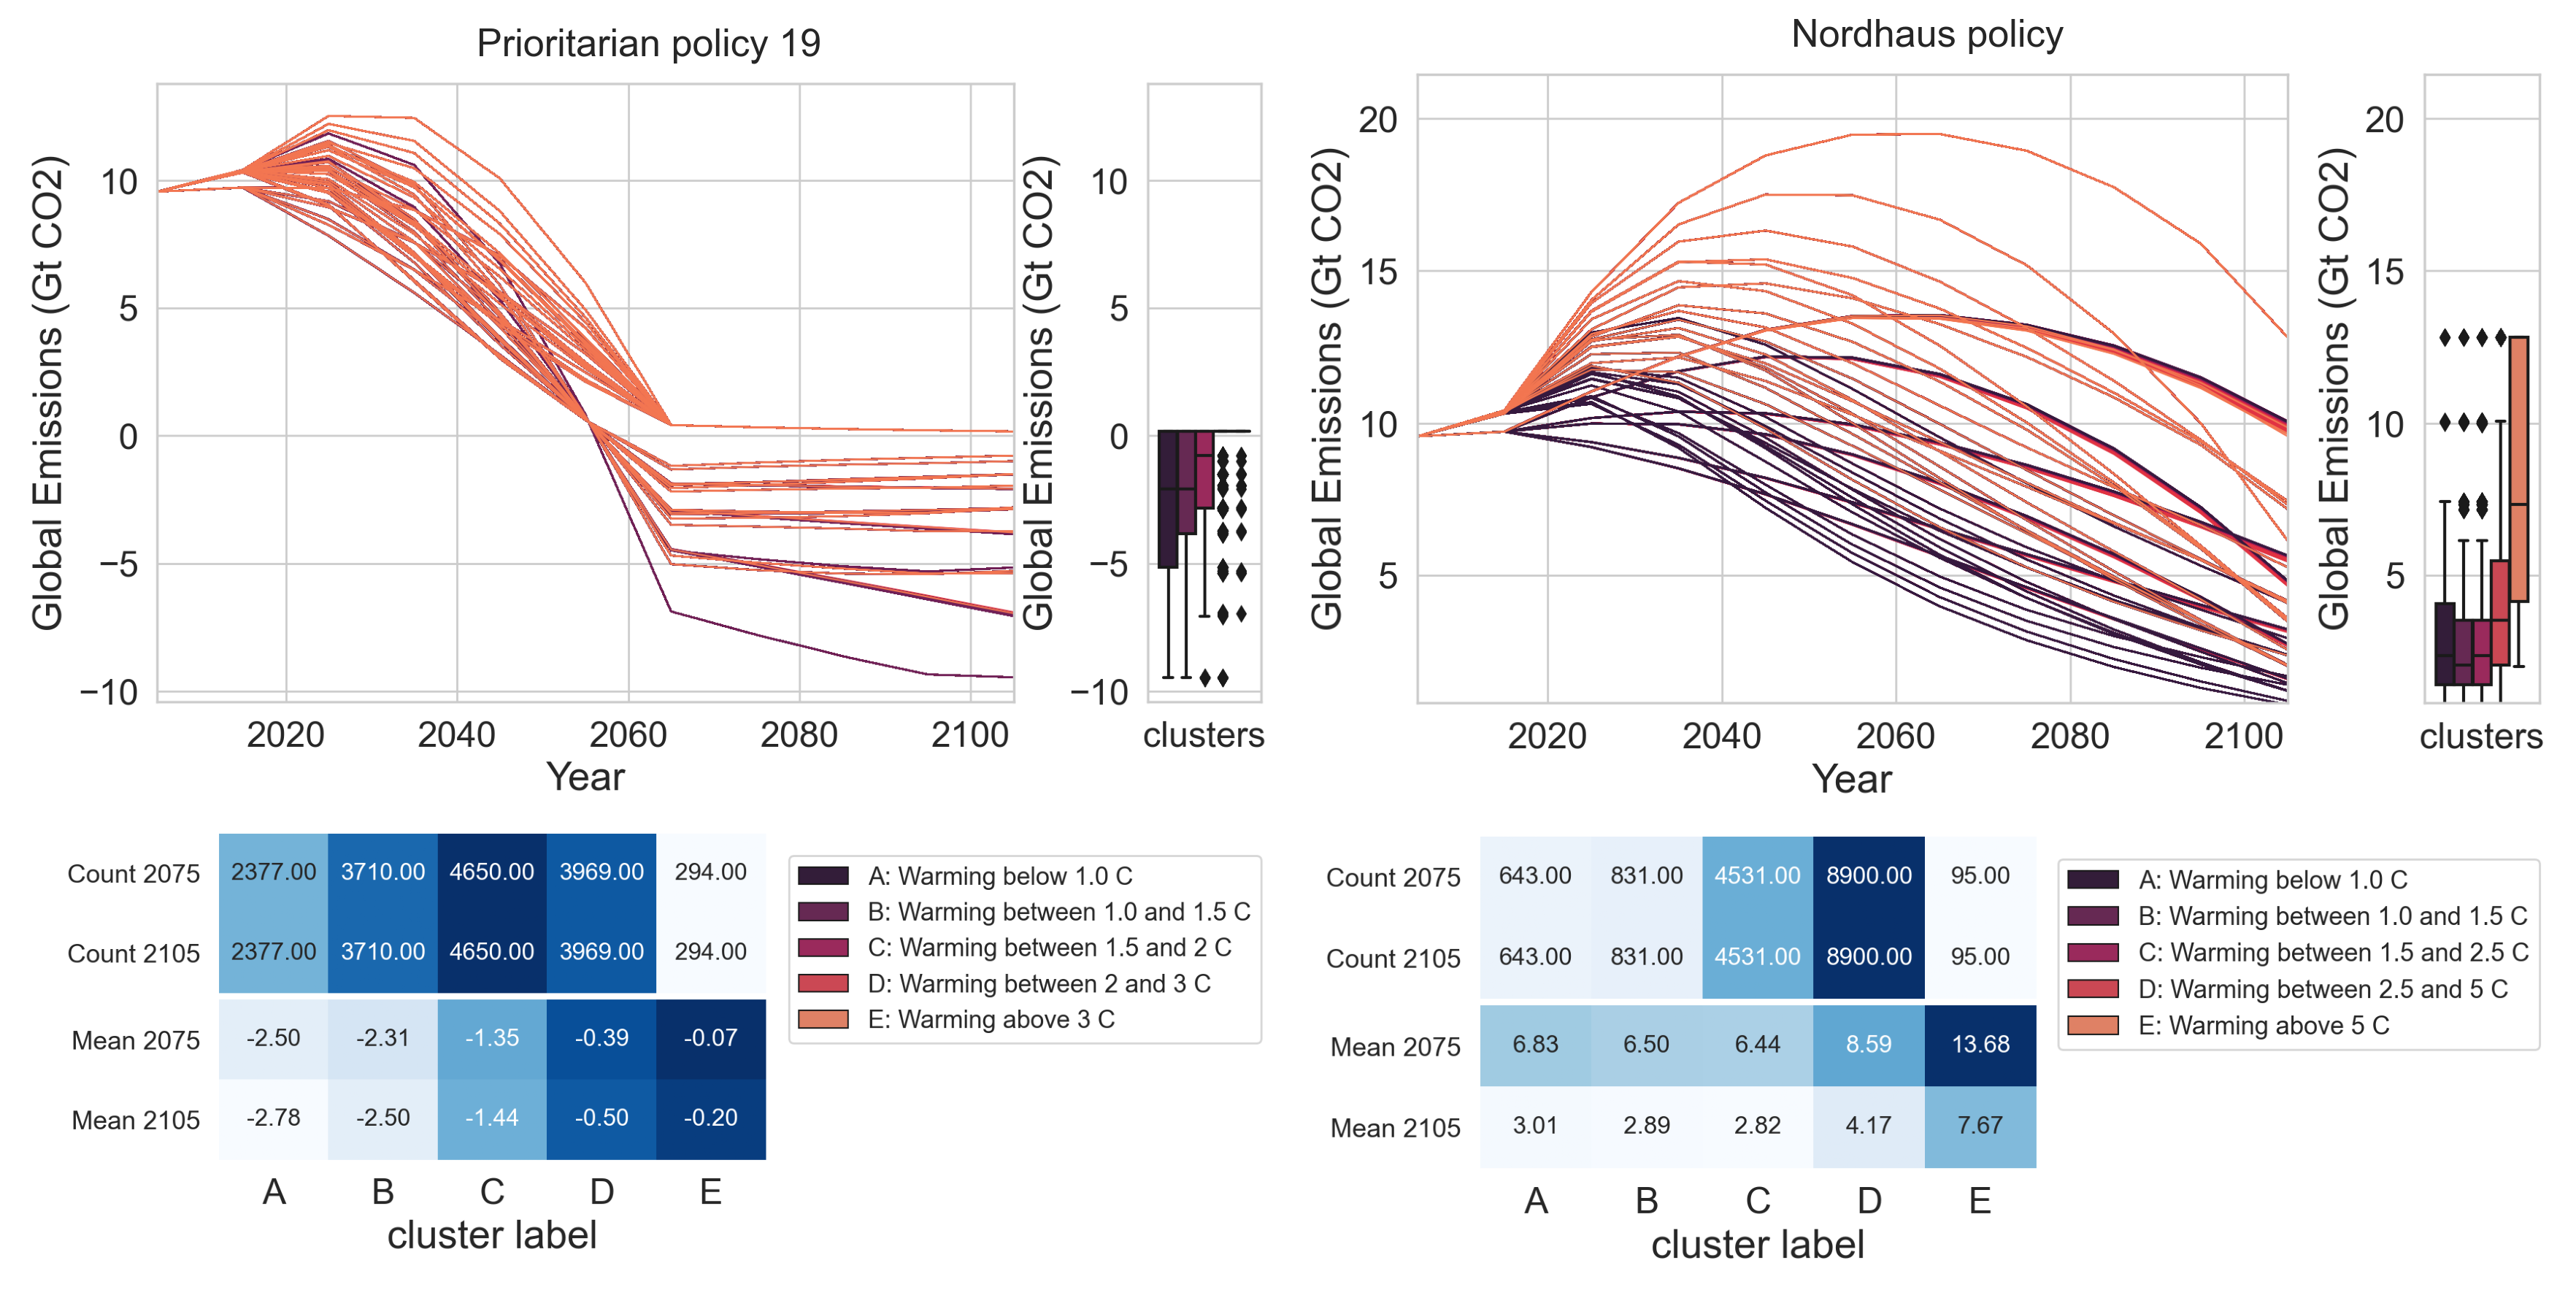 Prioritarian policy 19
Global Emissions (Gt CO2)
10
5
0
−5
−10
2020 2040 2060 2080 2100
Year
Global Emissions (Gt CO2)
10
5
0
−5
−10
clusters
Count 2075 2377.00 3710.00 4650.00 3969.00 294.00
Count 2105 2377.00 3710.00 4650.00 3969.00 294.00
Mean 2075 -2.50 -2.31 -1.35 -0.39 -0.07
Mean 2105 -2.78 -2.50 -1.44 -0.50 -0.20
A B C D E
cluster label
A: Warming below 1.0 C
B: Warming between 1.0 and 1.5 C
C: Warming between 1.5 and 2 C
D: Warming between 2 and 3 C
E: Warming above 3 C
Nordhaus policy
Global Emissions (Gt CO2)
20
15
10
5
2020 2040 2060 2080 2100
Year
Global Emissions (Gt CO2)
20
15
10
5
clusters
Count 2075 643.00 831.00 4531.00 8900.00 95.00
Count 2105 643.00 831.00 4531.00 8900.00 95.00
Mean 2075 6.83 6.50 6.44 8.59 13.68
Mean 2105 3.01 2.89 2.82 4.17 7.67
A B C D E
cluster label
A: Warming below 1.0 C
B: Warming between 1.0 and 1.5 C
C: Warming between 1.5 and 2.5 C
D: Warming between 2.5 and 5 C
E: Warming above 5 C